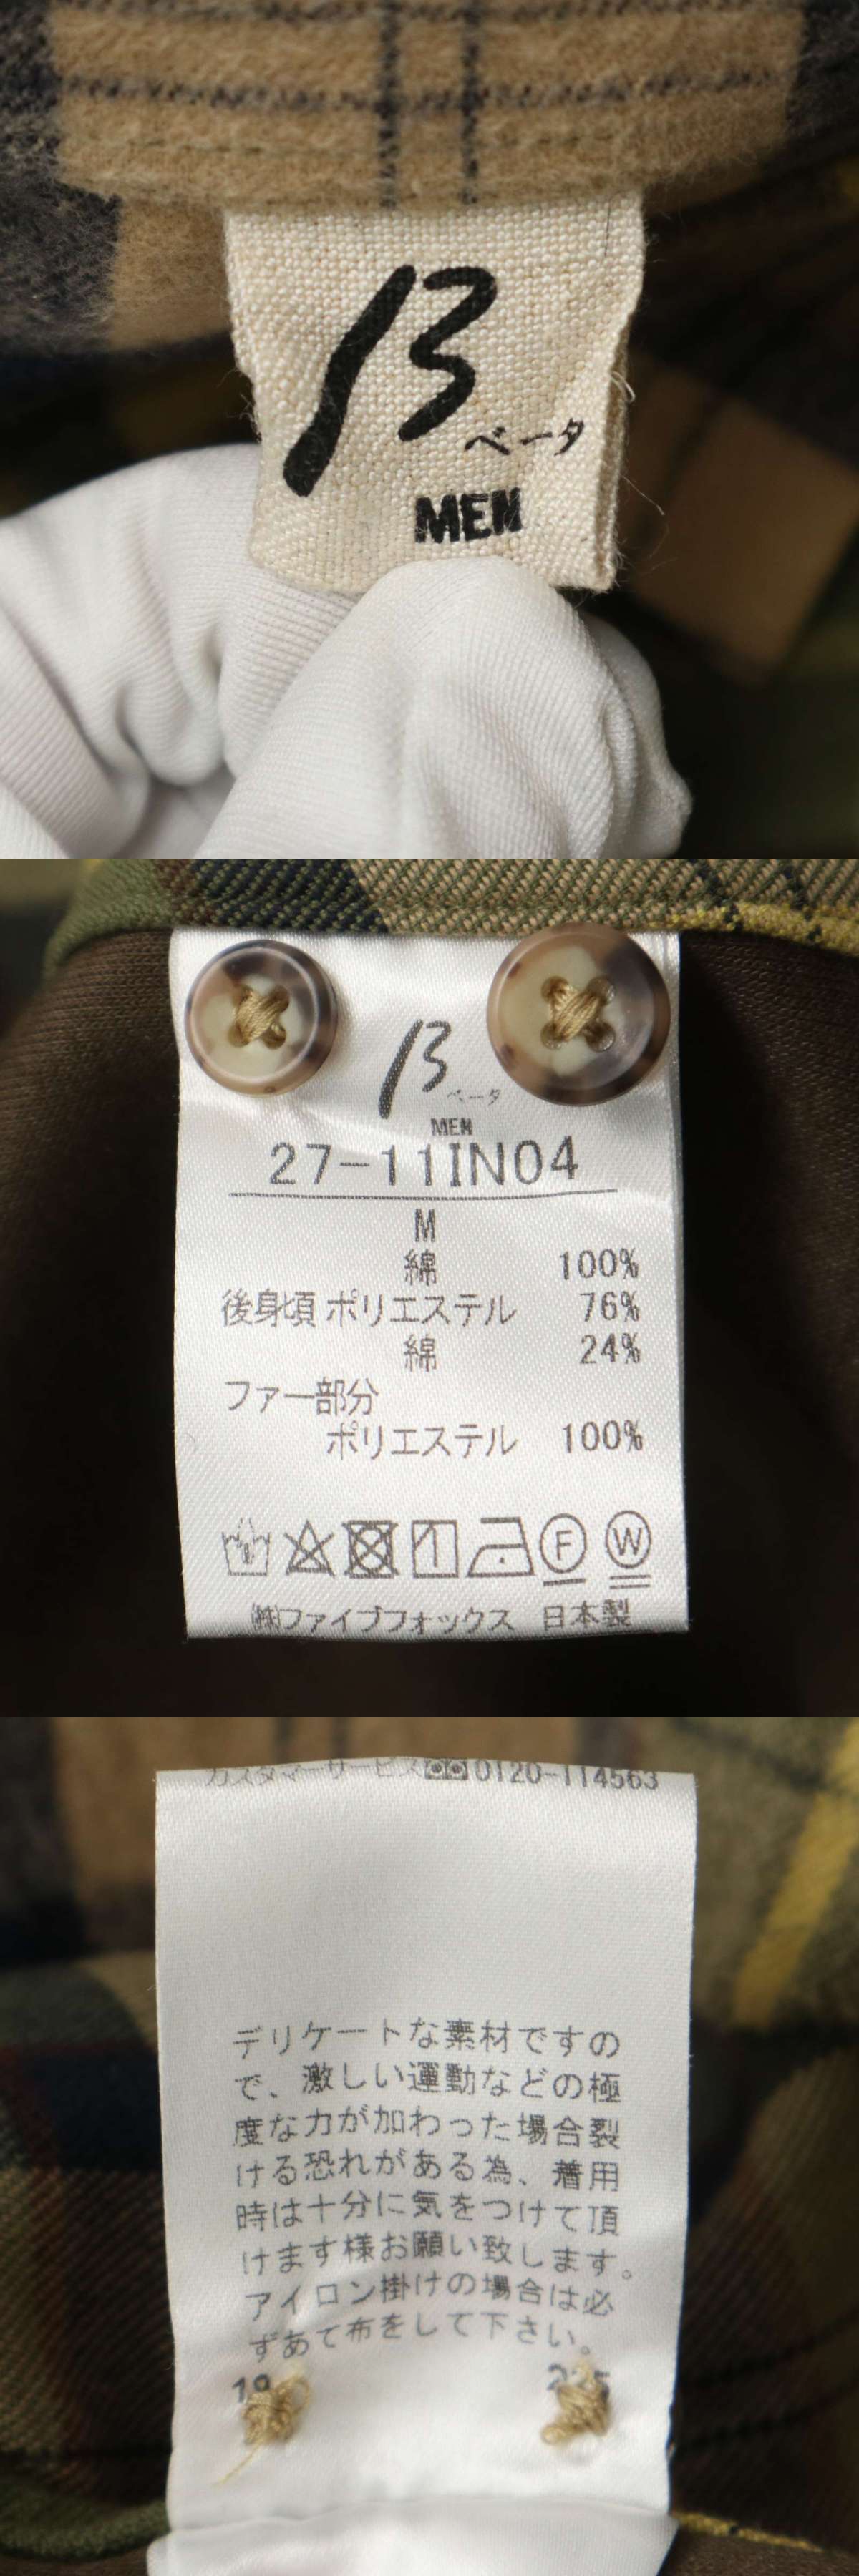 β
ベータ
MEN
β
ベータ
MEN
27-11IN04
M
綿 100%
後身頃 ポリエステル 76%
綿 24%
ファー部分
ポリエステル 100%
F W
㈱ファイブフォックス 日本製
カスタマーサービス 0120-114563
デリケートな素材ですの
で、激しい運動などの極
度な力が加わった場合裂
ける恐れがある為、着用
時は十分に気をつけて頂
けます様お願い致します。
アイロン掛けの場合は必
ずあて布をして下さい。